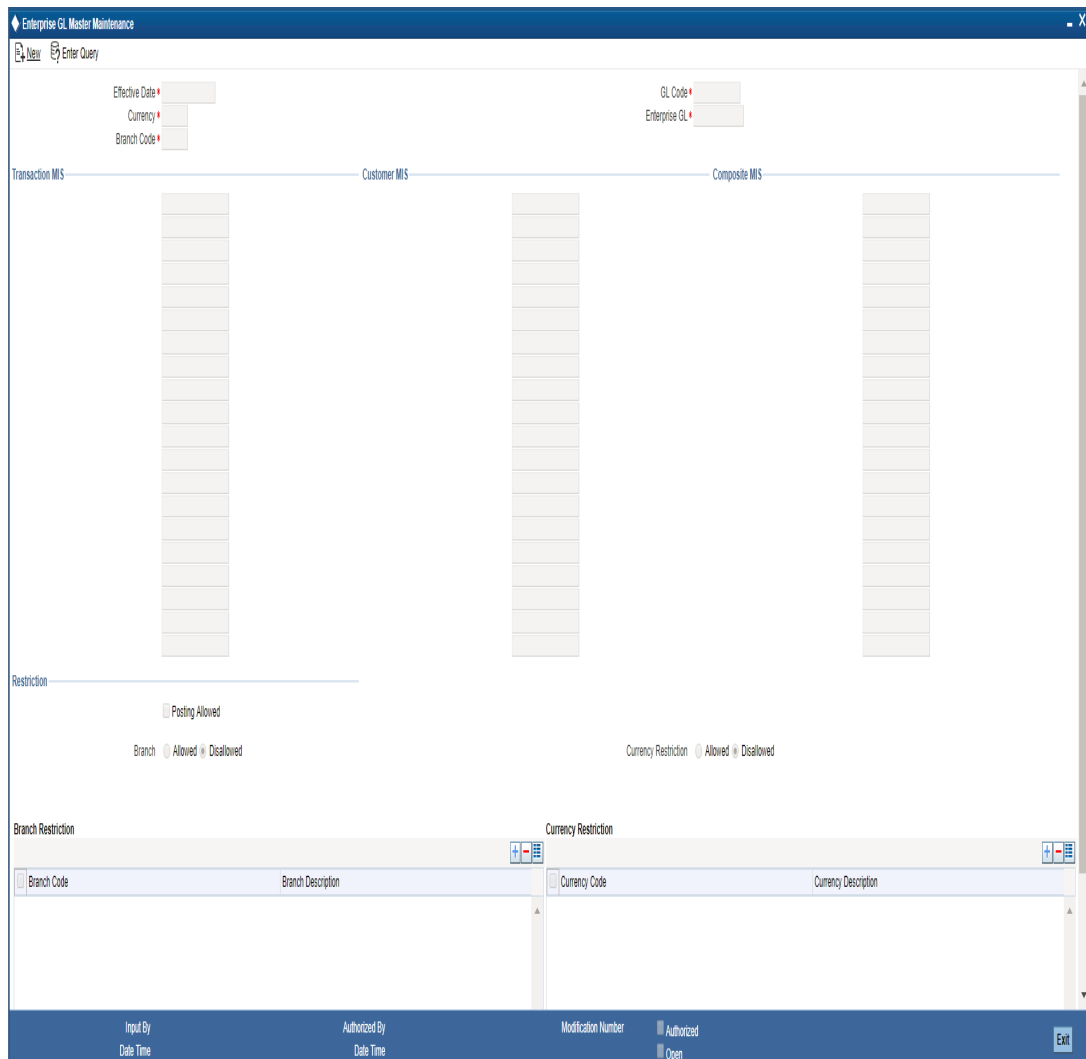 Enterprise GL Master Maintenance
New Enter Query
Effective Date * GL Code *
Currency * Enterprise GL *
Branch Code *
Transaction MIS Customer MIS Composite MIS
Restriction
Posting Allowed
Branch Allowed Disallowed Currency Restriction Allowed Disallowed
Branch Restriction Currency Restriction
Branch Code Branch Description Currency Code Currency Description
Input By Authorized By Modification Number Authorized
Date Time Date Time Open
Exit